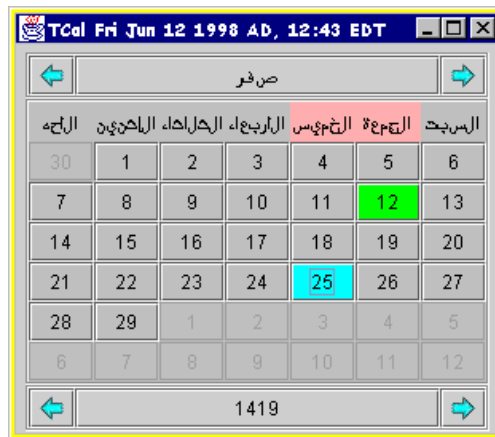 TCal Fri Jun 12 1998 AD, 12:43 EDT
صفر
الاحد الاثنين الثلاثاء الاربعاء الخميس الجمعة السبت
30 1 2 3 4 5 6
7 8 9 10 11 12 13
14 15 16 17 18 19 20
21 22 23 24 25 26 27
28 29 1 2 3 4 5
6 7 8 9 10 11 12
1419